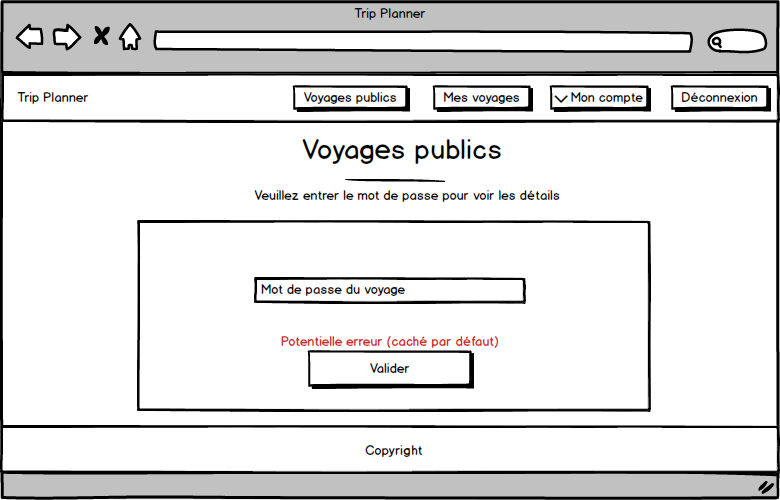 Trip Planner
Trip Planner
Voyages publics
Mes voyages
Mon compte
Déconnexion
Voyages publics
Veuillez entrer le mot de passe pour voir les détails
Mot de passe du voyage
Potentielle erreur (caché par défaut)
Valider
Copyright